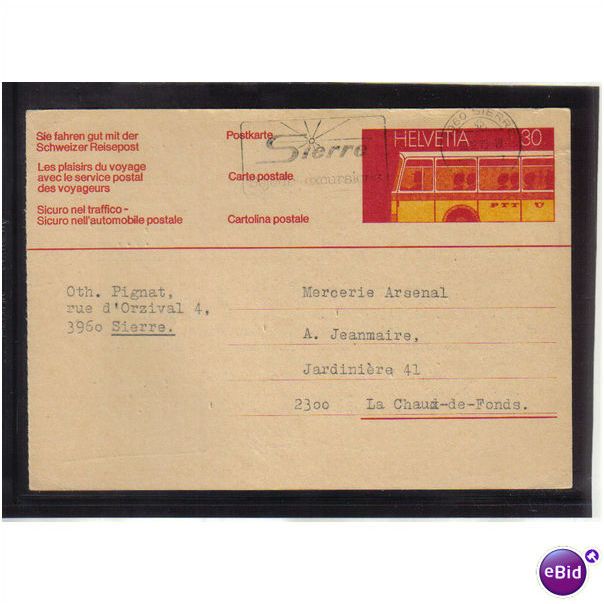 Sie fahren gut mit der
Schweizer Reisepost
Les plaisirs du voyage
avec le service postal
des voyageurs
Sicuro nel traffico -
Sicuro nell'automobile postale
Postkarte
Carte postale
Cartolina postale
Sierre
HELVETIA 30
SIERRE
PTT
Oth. Pignat,
rue d'Orzival 4,
3960 Sierre.
Mercerie Arsenal
A. Jeanmaire,
Jardinière 41
2300 La Chaux-de-Fonds.
eBid